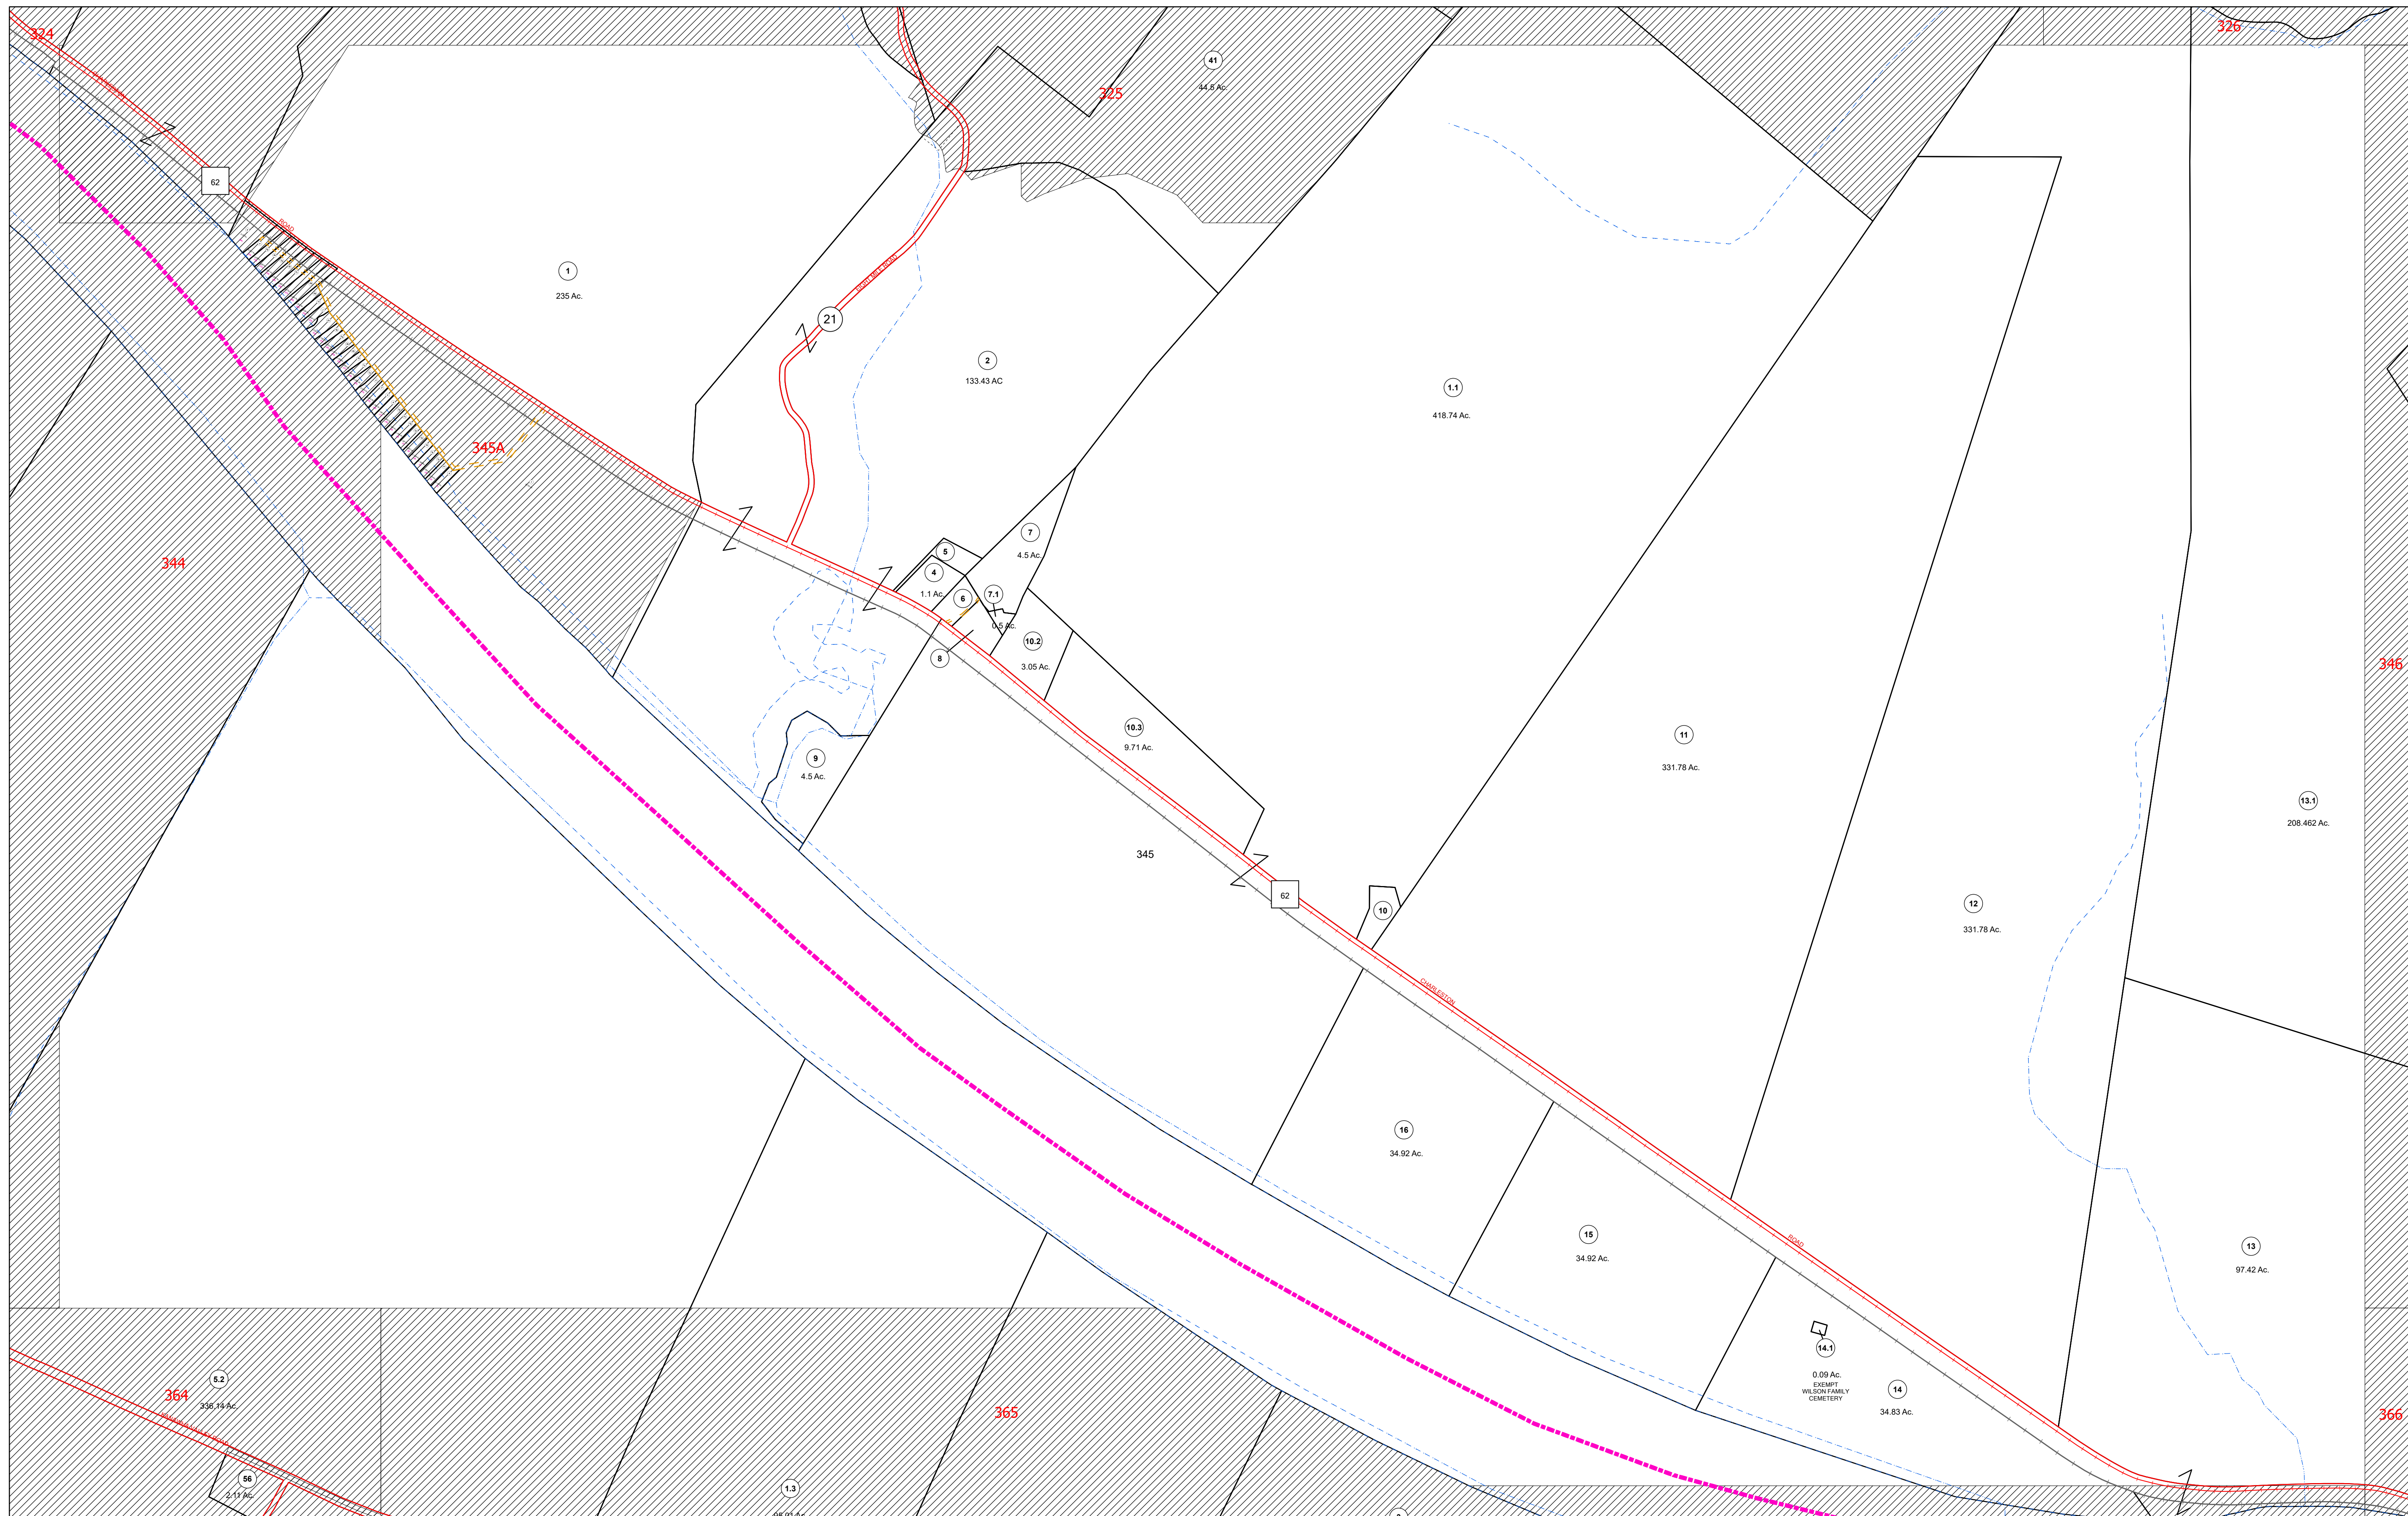 324
326
41
44.5 Ac.
325
62
ROAD
1
235 Ac.
21
EIGHT MILE ROAD
2
133.43 AC
1.1
418.74 Ac.
345A
344
7
4.5 Ac.
5
4
1.1 Ac.
6
7.1
0.5 Ac.
8
10.2
3.05 Ac.
346
10.3
9.71 Ac.
11
331.78 Ac.
9
4.5 Ac.
13.1
208.462 Ac.
345
62
10
12
331.78 Ac.
CHARLESTON
16
34.92 Ac.
15
34.92 Ac.
ROAD
13
97.42 Ac.
14.1
0.09 Ac.
EXEMPT
WILSON FAMILY
CEMETERY
14
34.83 Ac.
5.2
336.14 Ac.
364
365
366
56
2.11 Ac.
1.3